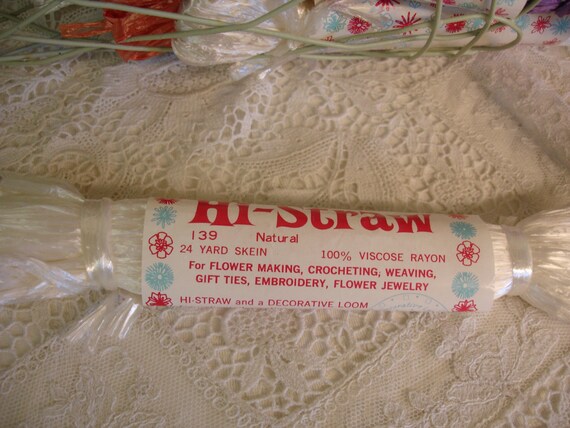 HI-Straw
139 Natural
24 YARD SKEIN 100% VISCOSE RAYON
For FLOWER MAKING, CROCHETING, WEAVING,
GIFT TIES, EMBROIDERY, FLOWER JEWELRY
HI-STRAW and a DECORATIVE LOOM